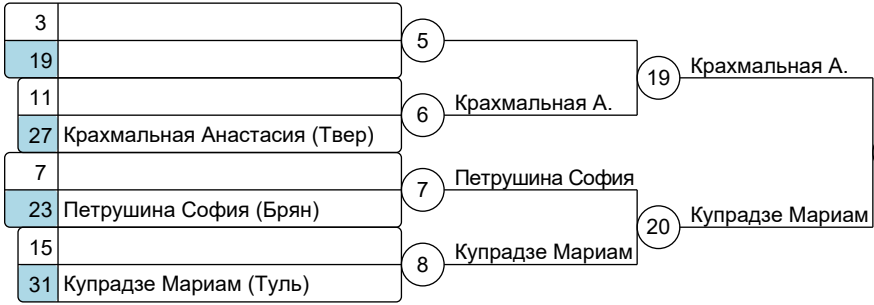 3
5
19
19 Крахмальная А.
11
6 Крахмальная А.
27 Крахмальная Анастасия (Твер)
7
7 Петрушина София
23 Петрушина София (Брян)
20 Купрадзе Мариам
15
8 Купрадзе Мариам
31 Купрадзе Мариам (Туль)